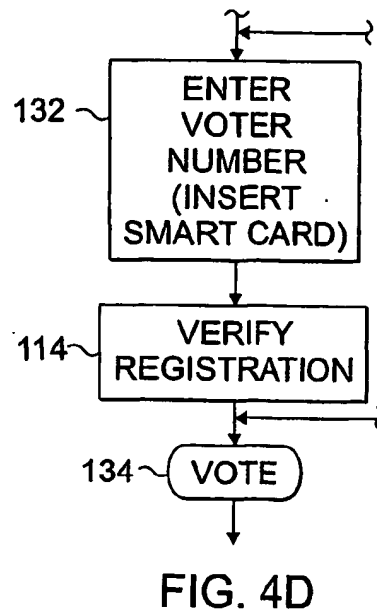 132
ENTER
VOTER
NUMBER
(INSERT
SMART CARD)
114
VERIFY
REGISTRATION
134
VOTE
FIG. 4D